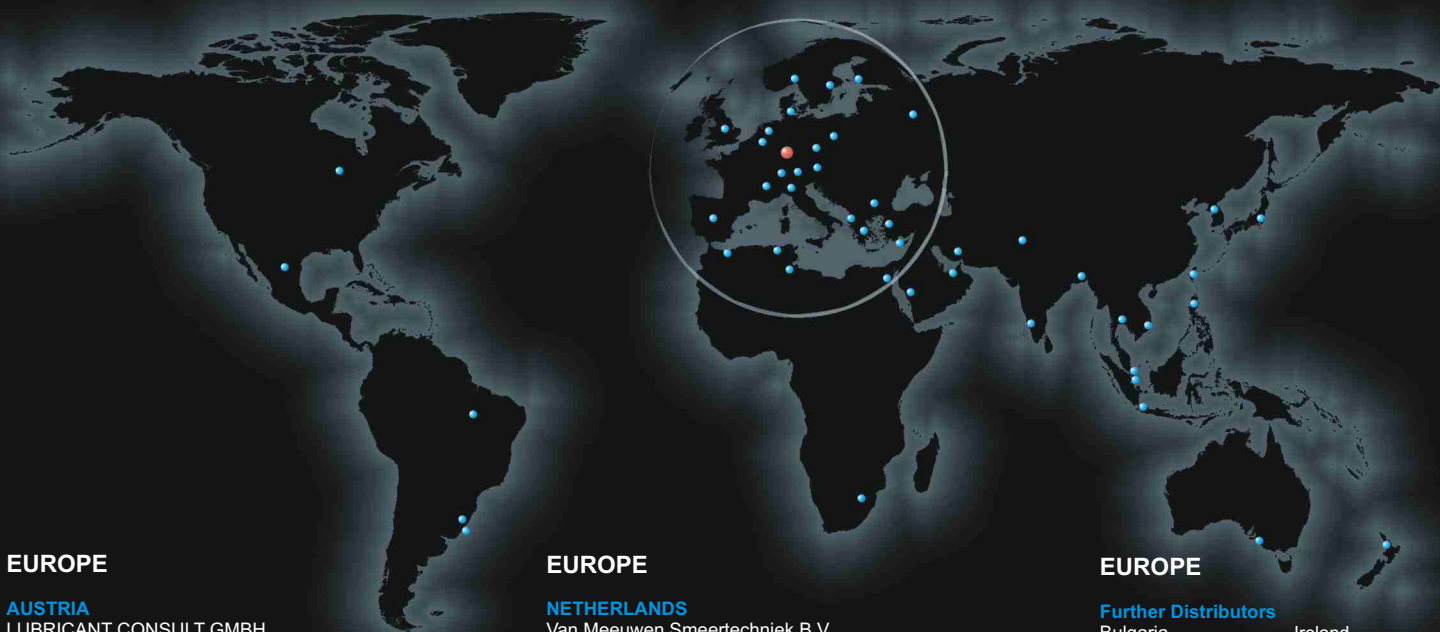 EUROPE
AUSTRIA
LUBRICANT CONSULT GMBH
EUROPE
NETHERLANDS
Van Meeuwen Smeertechniek B.V.
EUROPE
Further Distributors
Bulgaria
Ireland